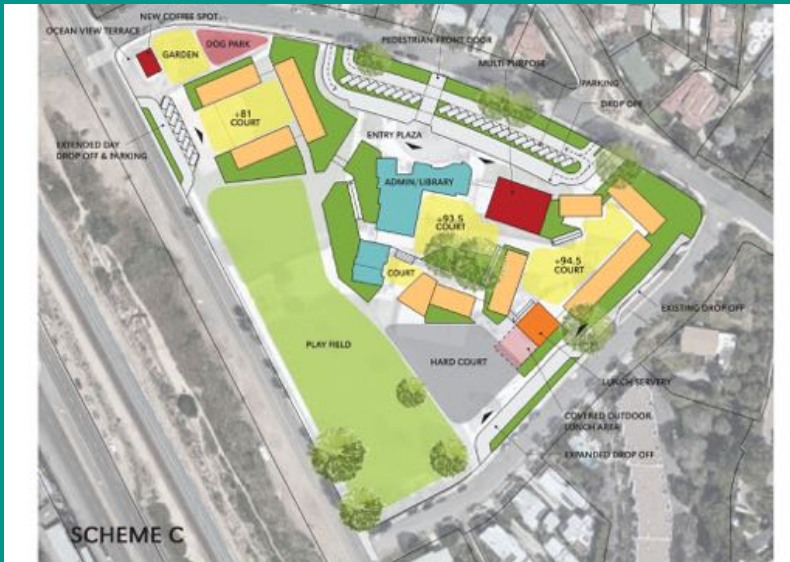 NEW COFFEE SPOT
OCEAN VIEW TERRACE
GARDEN
DOG PARK
PEDESTRIAN FRONT DOOR
MULTI PURPOSE
PARKING
DROP OFF
+81
COURT
ENTRY PLAZA
EXTENDED DAY
DROP OFF & PARKING
ADMIN/LIBRARY
+93.5
COURT
+94.5
COURT
COURT
EXISTING DROP OFF
PLAY FIELD
HARD COURT
LUNCH SERVERY
COVERED OUTDOOR
LUNCH AREA
EXPANDED DROP OFF
SCHEME C